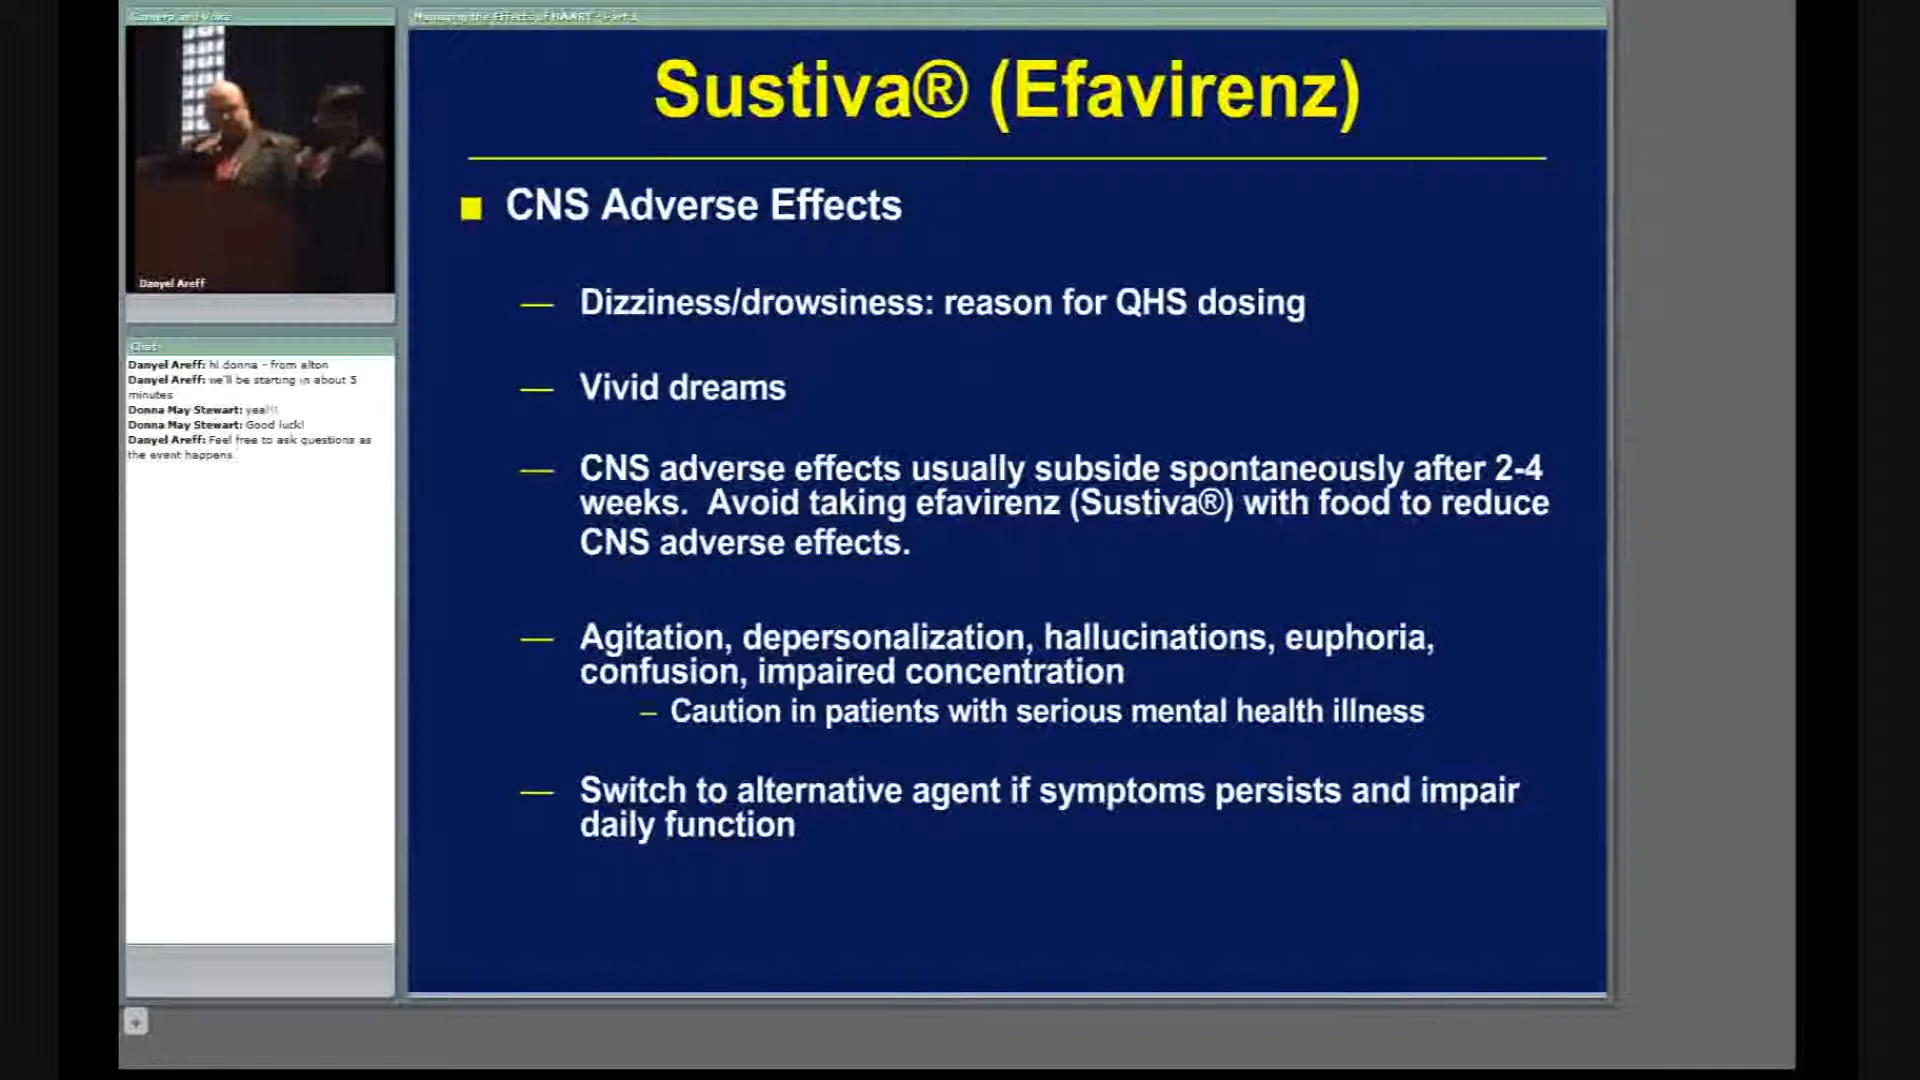 Camera and Voice
Managing the Effects of HAART - Part 1
Danyel Areff
Chat
Danyel Areff: hi donna - from alton
Danyel Areff: we'll be starting in about 5
minutes
Donna May Stewart: yea!!!
Donna May Stewart: Good luck!
Danyel Areff: Feel free to ask questions as
the event happens
Sustiva® (Efavirenz)
CNS Adverse Effects
— Dizziness/drowsiness: reason for QHS dosing
— Vivid dreams
— CNS adverse effects usually subside spontaneously after 2-4
weeks. Avoid taking efavirenz (Sustiva®) with food to reduce
CNS adverse effects.
— Agitation, depersonalization, hallucinations, euphoria,
confusion, impaired concentration
– Caution in patients with serious mental health illness
— Switch to alternative agent if symptoms persists and impair
daily function